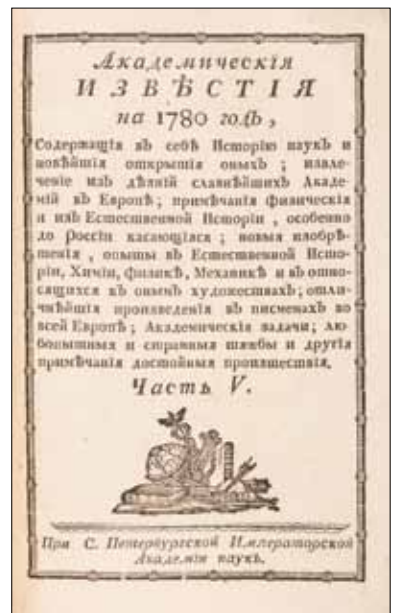 Академическія
ИЗВѢСТІЯ
на 1780 годъ,
Содержащія въ себѣ Исторію наукъ и
новѣйшія открытія оныхъ; извле-
ченіе изъ дѣяній славнѣйшихъ Акаде-
мій въ Европѣ; примѣчанія физическія
и изъ Естественной Исторіи, особенно
до Россіи касающіяся; новыя изобрѣ-
тенія, опыты въ Естественной Исто-
ріи, Химіи, физикѣ, Механикѣ и въ отно-
сящихся къ онымъ художествахъ; отли-
чнѣйшія произведенія въ писменахъ во
всей Европѣ; Академическія задачи; лю-
бопытныя и странныя тяжбы и другія
примѣчанія достойныя произшествія.
Часть V.
При С. Петербургской Императорской
Академіи наукъ.